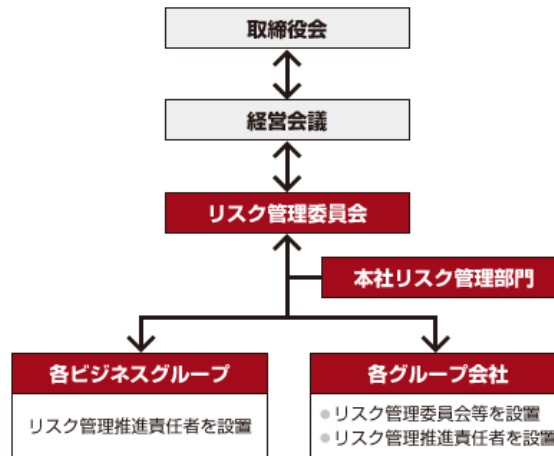 取締役会
経営会議
リスク管理委員会
本社リスク管理部門
各ビジネスグループ
リスク管理推進責任者を設置
各グループ会社
リスク管理委員会等を設置
リスク管理推進責任者を設置